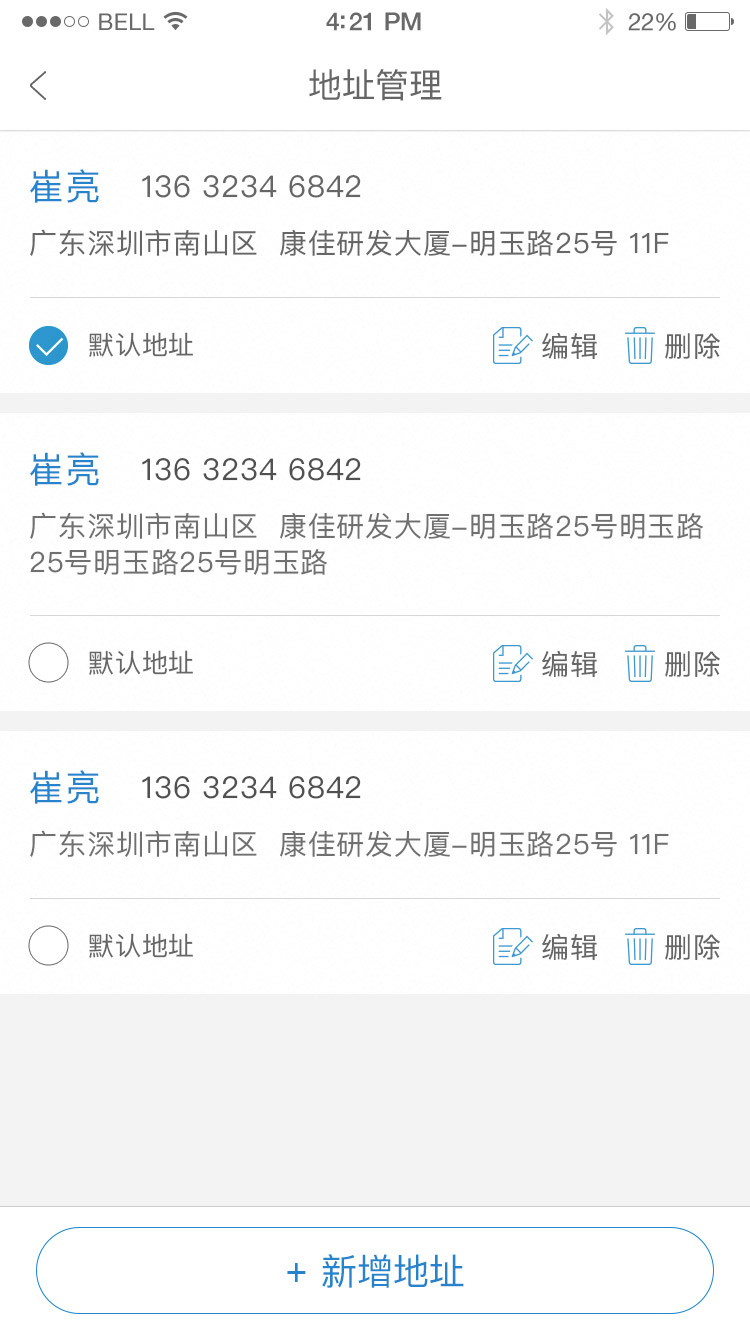 BELL 4:21 PM 22%
地址管理
崔亮 136 3234 6842
广东深圳市南山区 康佳研发大厦-明玉路25号 11F
默认地址 编辑 删除
崔亮 136 3234 6842
广东深圳市南山区 康佳研发大厦-明玉路25号明玉路
25号明玉路25号明玉路
默认地址 编辑 删除
崔亮 136 3234 6842
广东深圳市南山区 康佳研发大厦-明玉路25号 11F
默认地址 编辑 删除
+ 新增地址